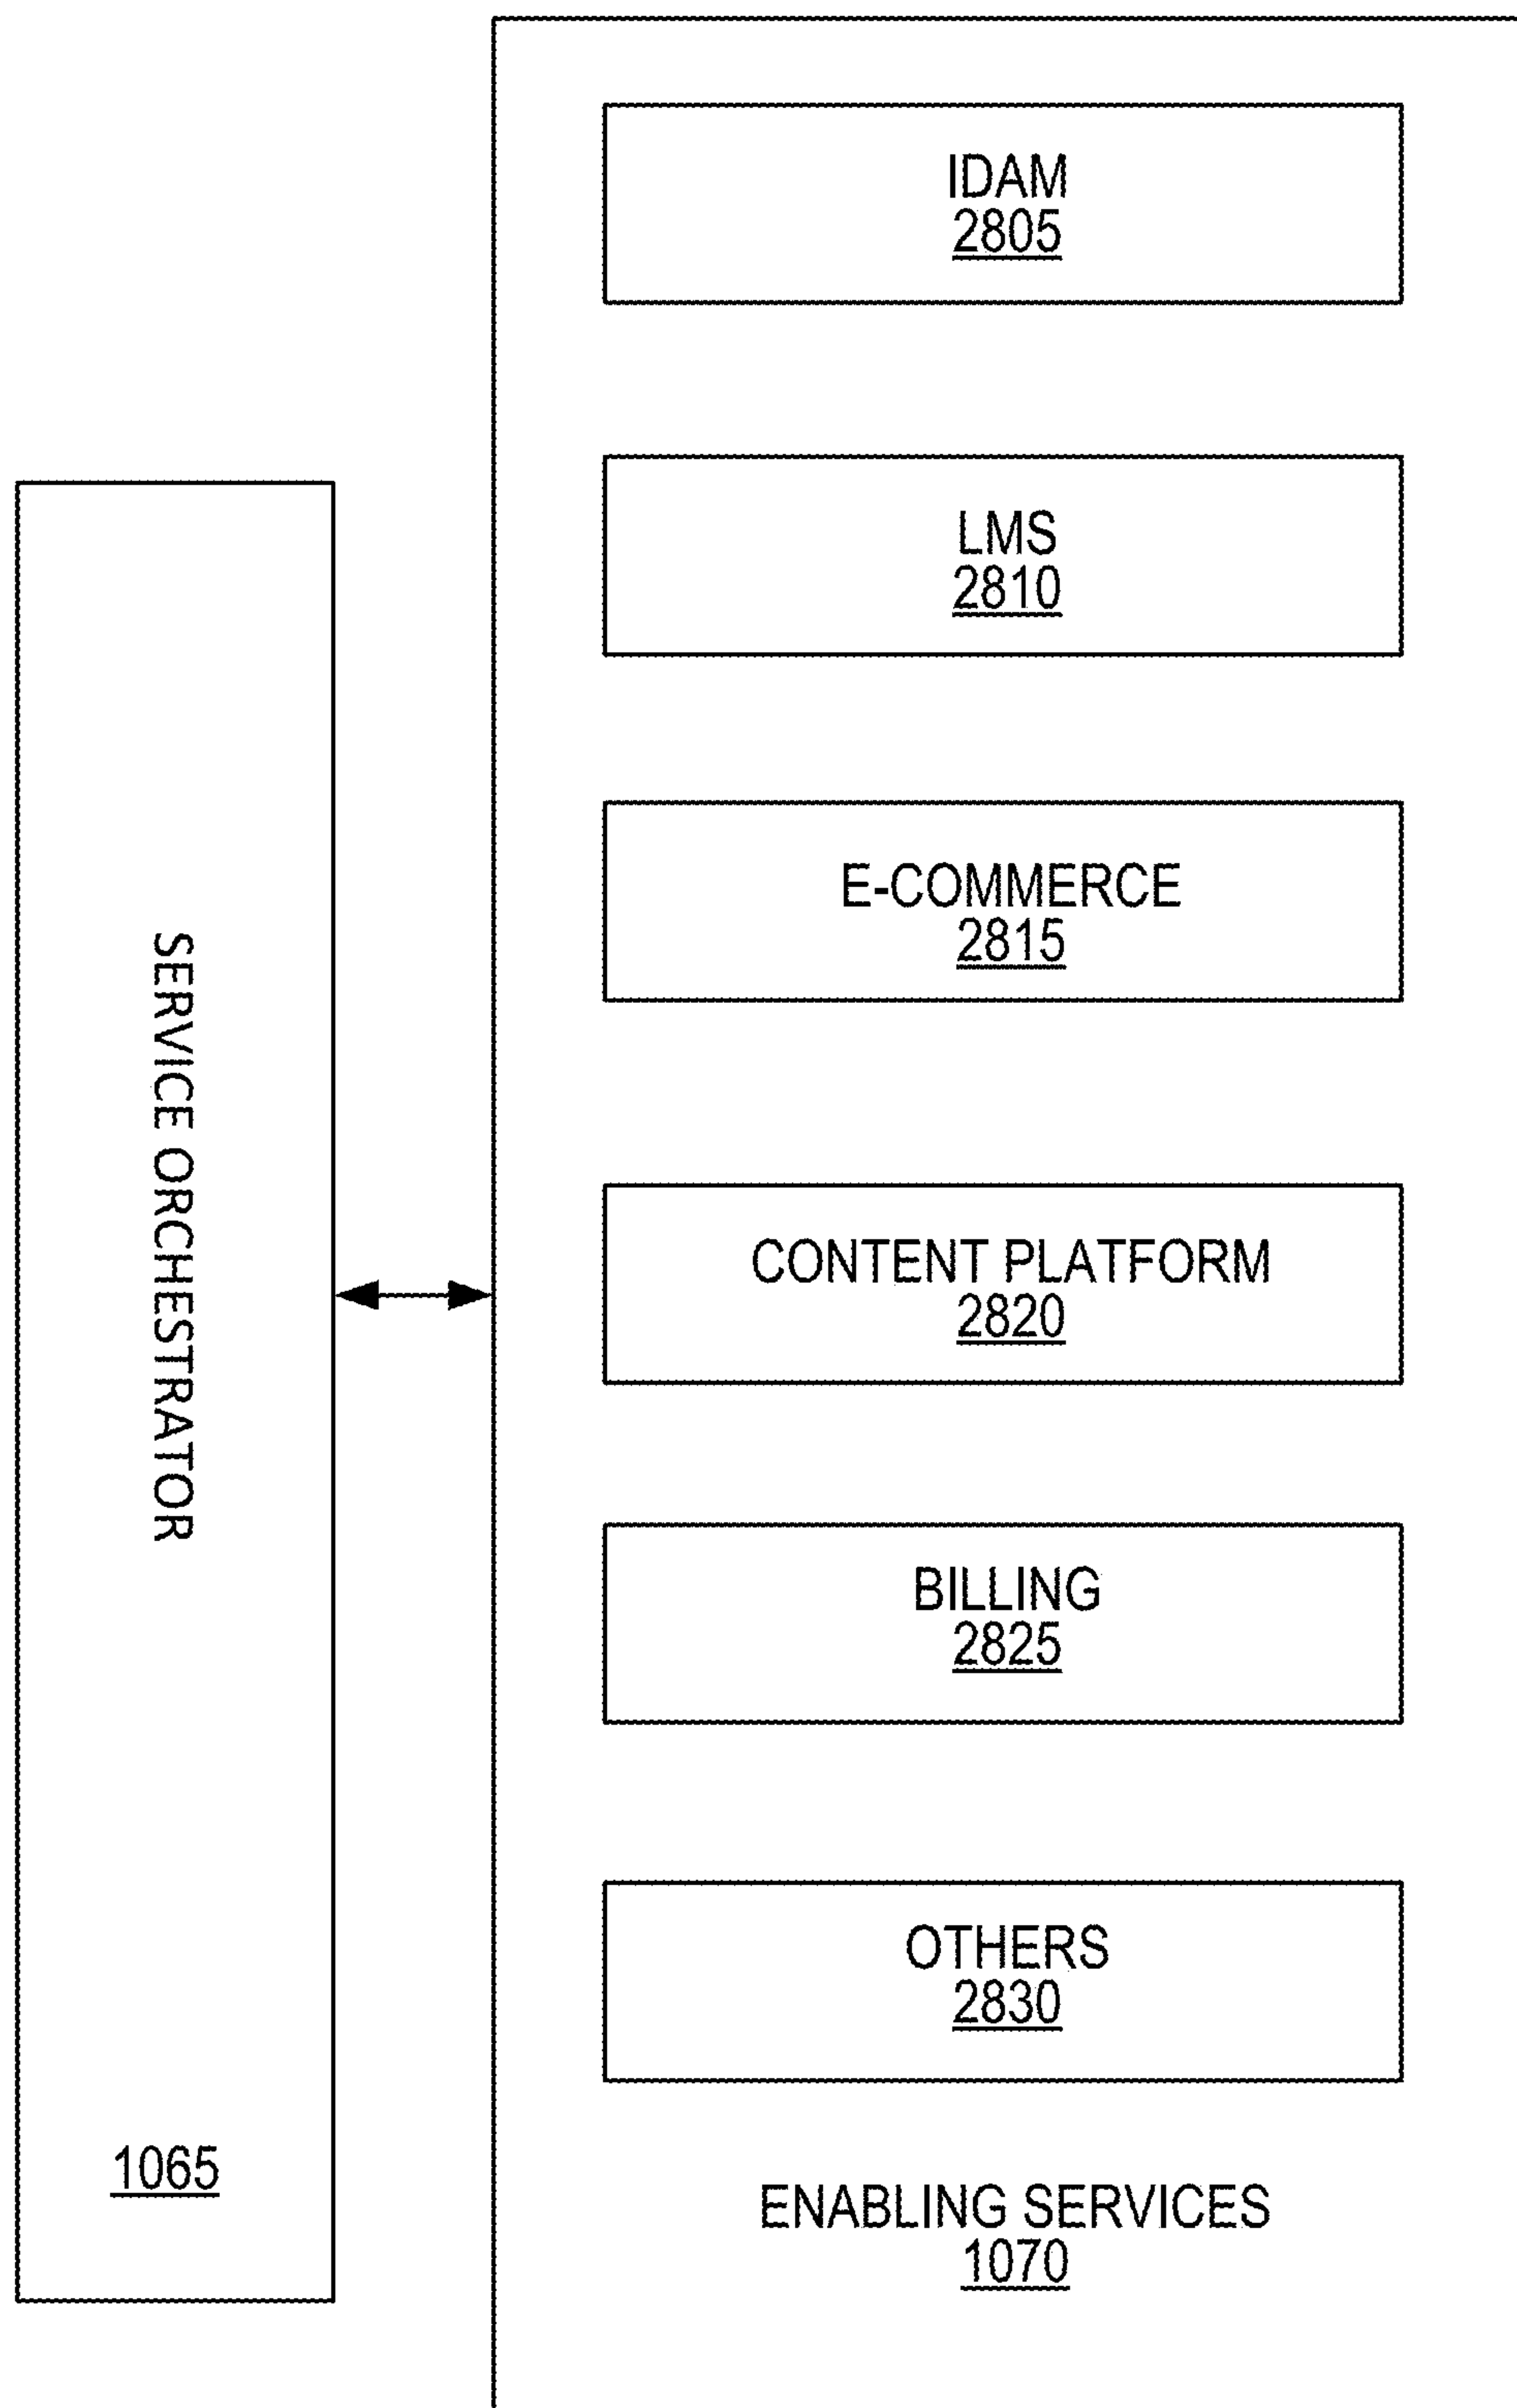 SERVICE ORCHESTRATOR
1065
IDAM
2805
LMS
2810
E-COMMERCE
2815
CONTENT PLATFORM
2820
BILLING
2825
OTHERS
2830
ENABLING SERVICES
1070